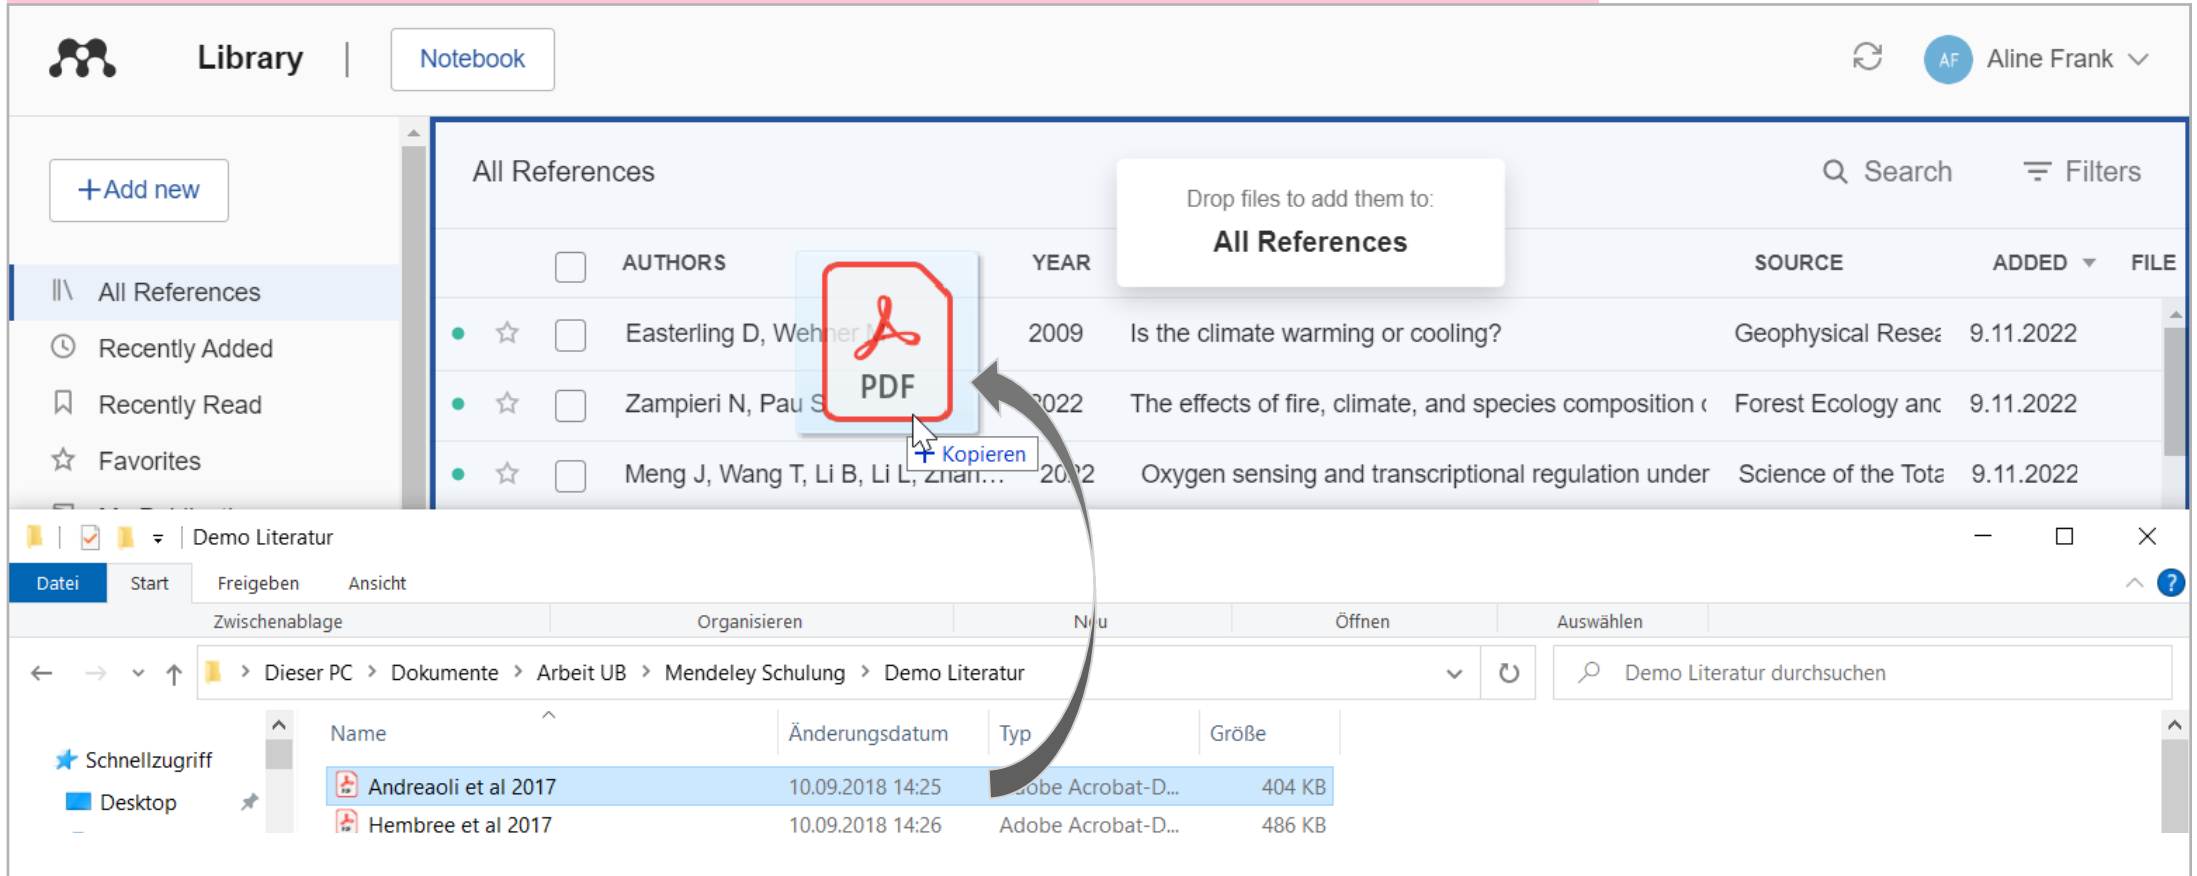 Library | Notebook
AF Aline Frank
+Add new
All References
Search Filters
Drop files to add them to:
All References
AUTHORS YEAR SOURCE ADDED FILE
All References
Recently Added
Recently Read
Favorites
Easterling D, Wehner 2009 Is the climate warming or cooling? Geophysical Resea 9.11.2022
Zampieri N, Pau S 2022 The effects of fire, climate, and species composition Forest Ecology and 9.11.2022
Meng J, Wang T, Li B, Li L, Zhan... 2022 Oxygen sensing and transcriptional regulation under Science of the Tota 9.11.2022
PDF
+ Kopieren
Demo Literatur
Datei Start Freigeben Ansicht
Zwischenablage Organisieren Neu Öffnen Auswählen
Dieser PC > Dokumente > Arbeit UB > Mendeley Schulung > Demo Literatur
Demo Literatur durchsuchen
Name Änderungsdatum Typ Größe
Schnellzugriff
Desktop
Andreaoli et al 2017 10.09.2018 14:25 Adobe Acrobat-D... 404 KB
Hembree et al 2017 10.09.2018 14:26 Adobe Acrobat-D... 486 KB